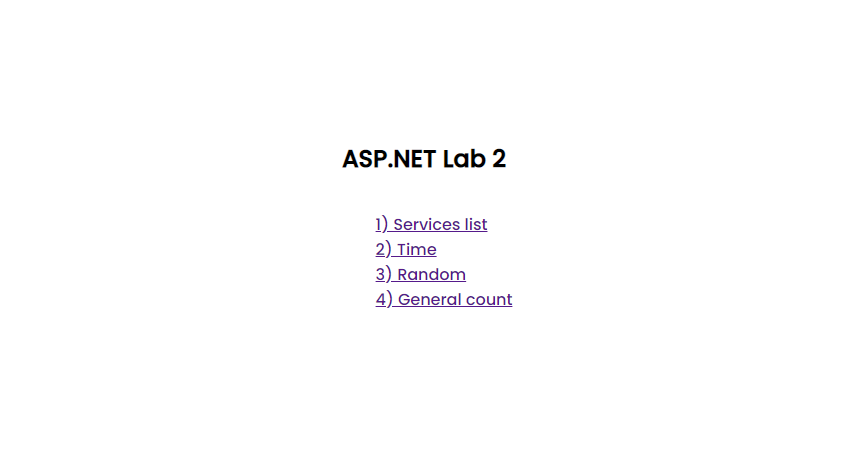 ASP.NET Lab 2
1) Services list
2) Time
3) Random
4) General count